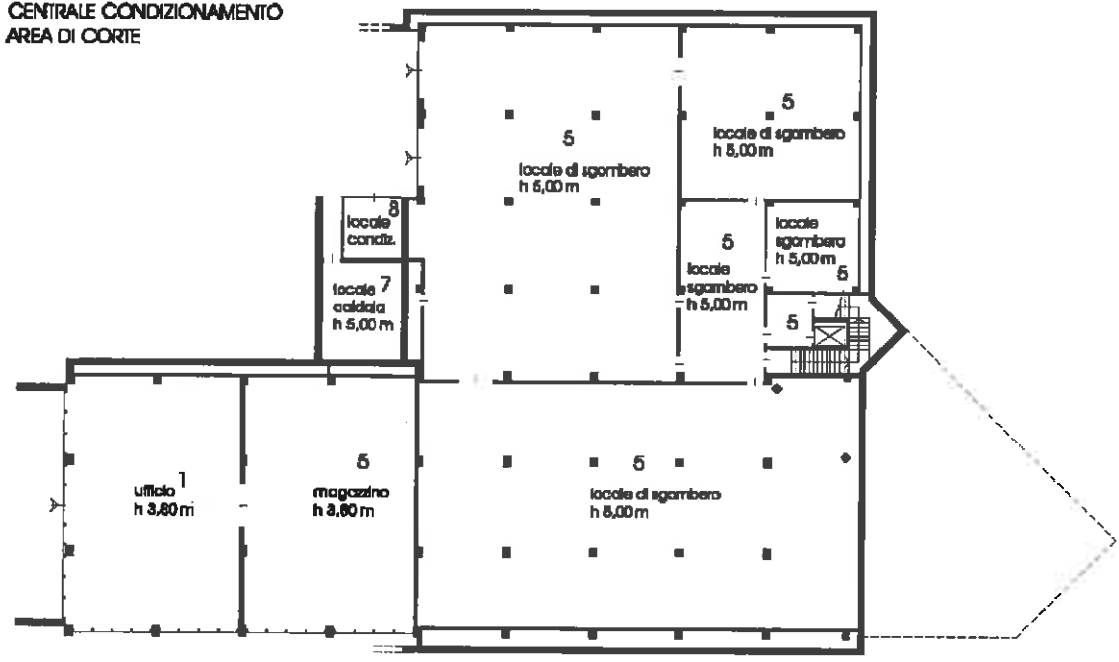 CENTRALE CONDIZIONAMENTO
AREA DI CORTE
5
locale di sgombero
h 5,00 m
5
locale di sgombero
h 5,00 m
8
locale
condiz.
7
locale
caldaia
h 5,00 m
5
locale
sgombero
h 5,00 m
locale
sgombero
h 5,00 m
5
5
1
ufficio
h 3,80 m
5
magazzino
h 3,80 m
5
locale di sgombero
h 5,00 m